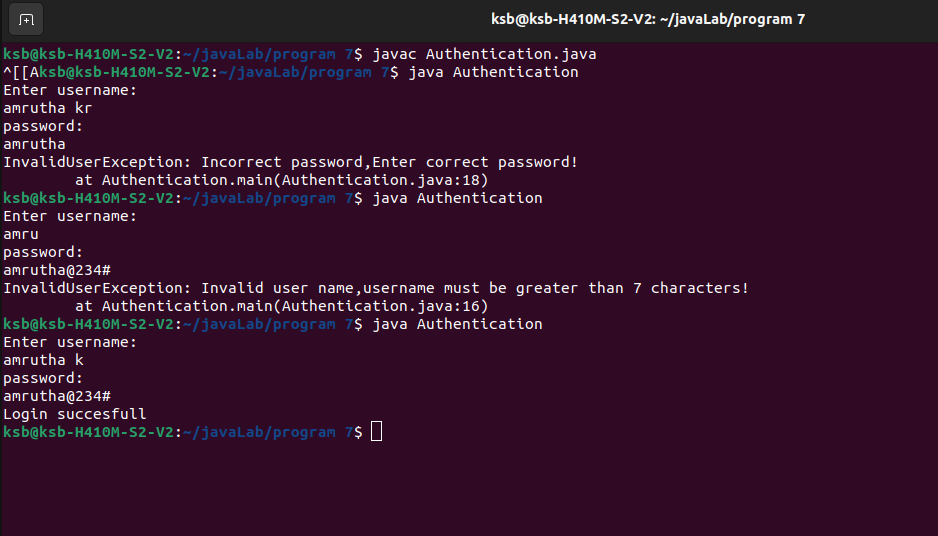 ksb@ksb-H410M-S2-V2: ~/javaLab/program 7
ksb@ksb-H410M-S2-V2:~/javaLab/program 7$ javac Authentication.java
^[[Aksb@ksb-H410M-S2-V2:~/javaLab/program 7$ java Authentication
Enter username:
amrutha kr
password:
amrutha
InvalidUserException: Incorrect password,Enter correct password!
        at Authentication.main(Authentication.java:18)
ksb@ksb-H410M-S2-V2:~/javaLab/program 7$ java Authentication
Enter username:
amru
password:
amrutha@234#
InvalidUserException: Invalid user name,username must be greater than 7 characters!
        at Authentication.main(Authentication.java:16)
ksb@ksb-H410M-S2-V2:~/javaLab/program 7$ java Authentication
Enter username:
amrutha k
password:
amrutha@234#
Login succesfull
ksb@ksb-H410M-S2-V2:~/javaLab/program 7$